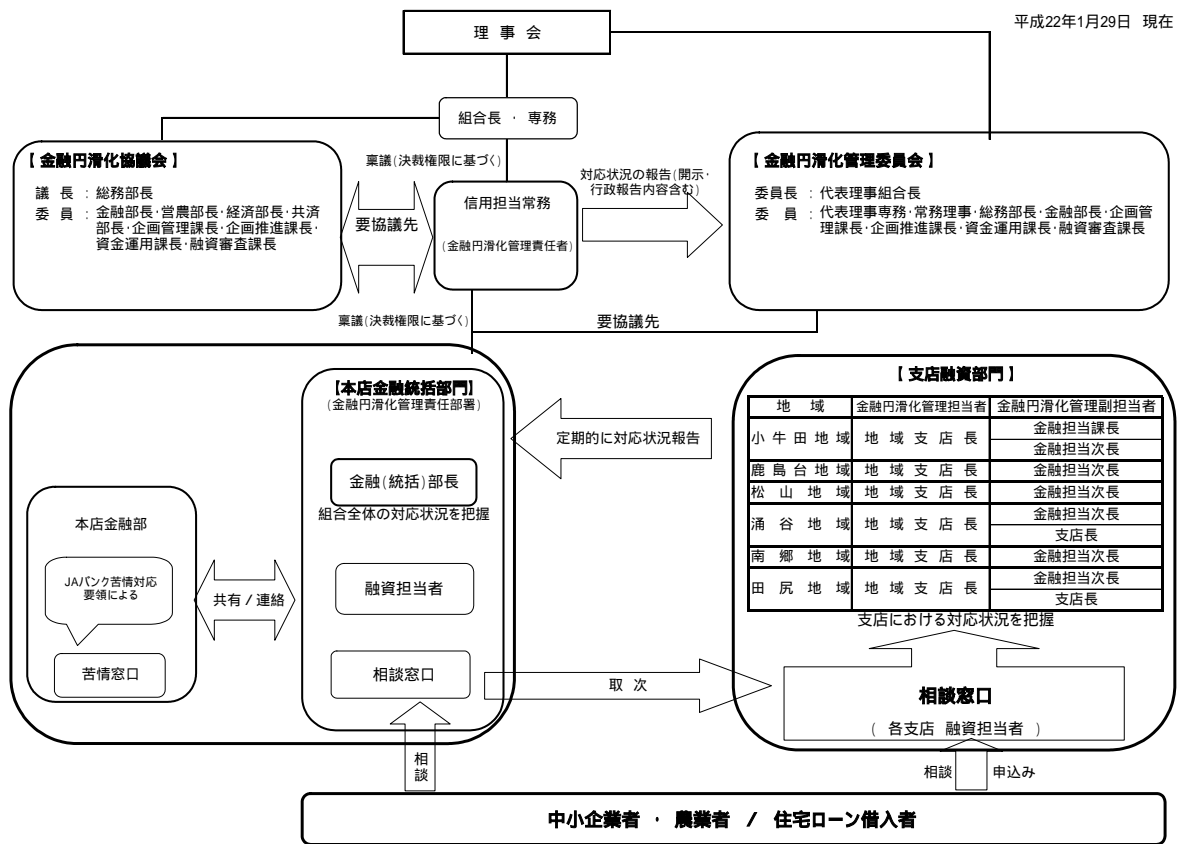 平成22年1月29日 現在
理 事 会
組合長 ・ 専務
【 金融円滑化協議会 】
議 長 : 総務部長
委 員 : 金融部長・営農部長・経済部長・共済
部長・企画管理課長・企画推進課長・
資金運用課長・融資審査課長
稟議(決裁権限に基づく)
要協議先
信用担当常務
(金融円滑化管理責任者)
対応状況の報告(開示・
行政報告内容含む)
【 金融円滑化管理委員会 】
委員長 : 代表理事組合長
委 員 : 代表理事専務・常務理事・総務部長・金融部長・企画管
理課長・企画推進課長・資金運用課長・融資審査課長
稟議(決裁権限に基づく)
要協議先
【本店金融統括部門】
(金融円滑化管理責任部署)
金融(統括)部長
組合全体の対応状況を把握
融資担当者
相談窓口
本店金融部
JAバンク苦情対応
要領による
苦情窓口
共有 / 連絡
定期的に対応状況報告
取 次
【 支店融資部門 】
地 域 金融円滑化管理担当者 金融円滑化管理副担当者
小牛田地域 地域支店長 金融担当課長
金融担当次長
鹿島台地域 地域支店長 金融担当次長
松山地域 地域支店長 金融担当次長
涌谷地域 地域支店長 金融担当次長
支店長
南郷地域 地域支店長 金融担当次長
田尻地域 地域支店長 金融担当次長
支店長
支店における対応状況を把握
相談窓口
( 各支店 融資担当者 )
相談
相談 申込み
中小企業者 ・ 農業者 / 住宅ローン借入者